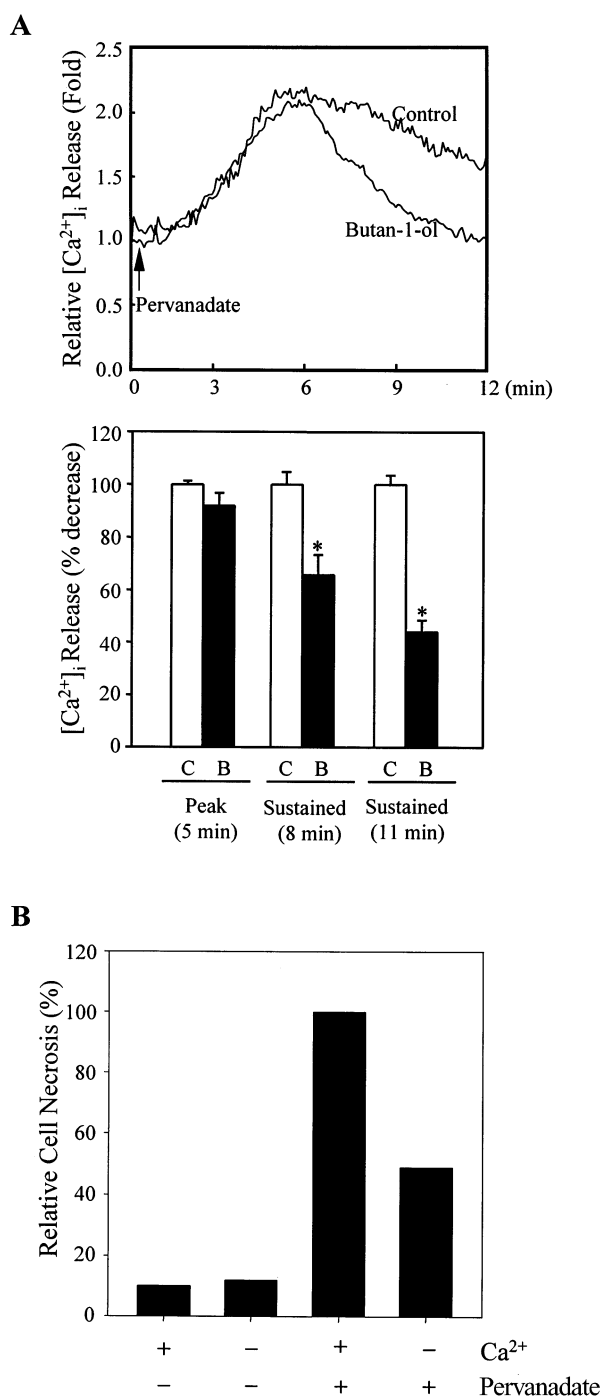 A
Relative [Ca2+]i Release (Fold)
2.5
2.0
1.5
1.0
0.5
0.0
Control
Butan-1-ol
Pervanadate
0 3 6 9 12 (min)
[Ca2+]i Release (% decrease)
120
100
80
60
40
20
0
*
*
C B C B C B
Peak Sustained Sustained
(5 min) (8 min) (11 min)
B
Relative Cell Necrosis (%)
120
100
80
60
40
20
0
+ − + − Ca2+
− − + + Pervanadate